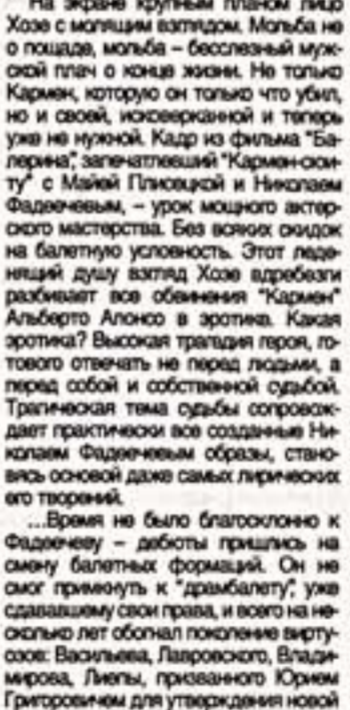 На экране крупным планом лицо
Хозе с молящим взглядом. Мольба не
о пощаде, мольба – бесслезный муж-
ской плач о конце жизни. Не только
Кармен, которую он только что убил,
но и своей, исковерканной и теперь
уже не нужной. Кадр из фильма "Ба-
лерина", запечатлевший "Кармен-сюи-
ту" с Майей Плисецкой и Николаем
Фадеечевым, – урок мощного актер-
ского мастерства. Без всяких скидок
на балетную условность. Этот леде-
нящий душу взгляд Хозе вдребезги
разбивает все обвинения "Кармен"
Альберто Алонсо в эротике. Какая
эротика? Высокая трагедия героя, го-
тового отвечать не перед людьми, а
перед собой и собственной судьбой.
Трагическая тема судьбы сопровож-
дает практически все созданные Ни-
колаем Фадеечевым образы, стано-
вясь основой даже самых лирических
его творений.
...Время не было благосклонно к
Фадеечеву – дебюты пришлись на
смену балетных формаций. Он не
смог примкнуть к "драмбалету", уже
сдававшему свои права, и всего на не-
сколько лет обогнал поколение вирту-
озов: Васильева, Лавровского, Влади-
мирова, Лиепы, призванного Юрием
Григоровичем для утверждения новой